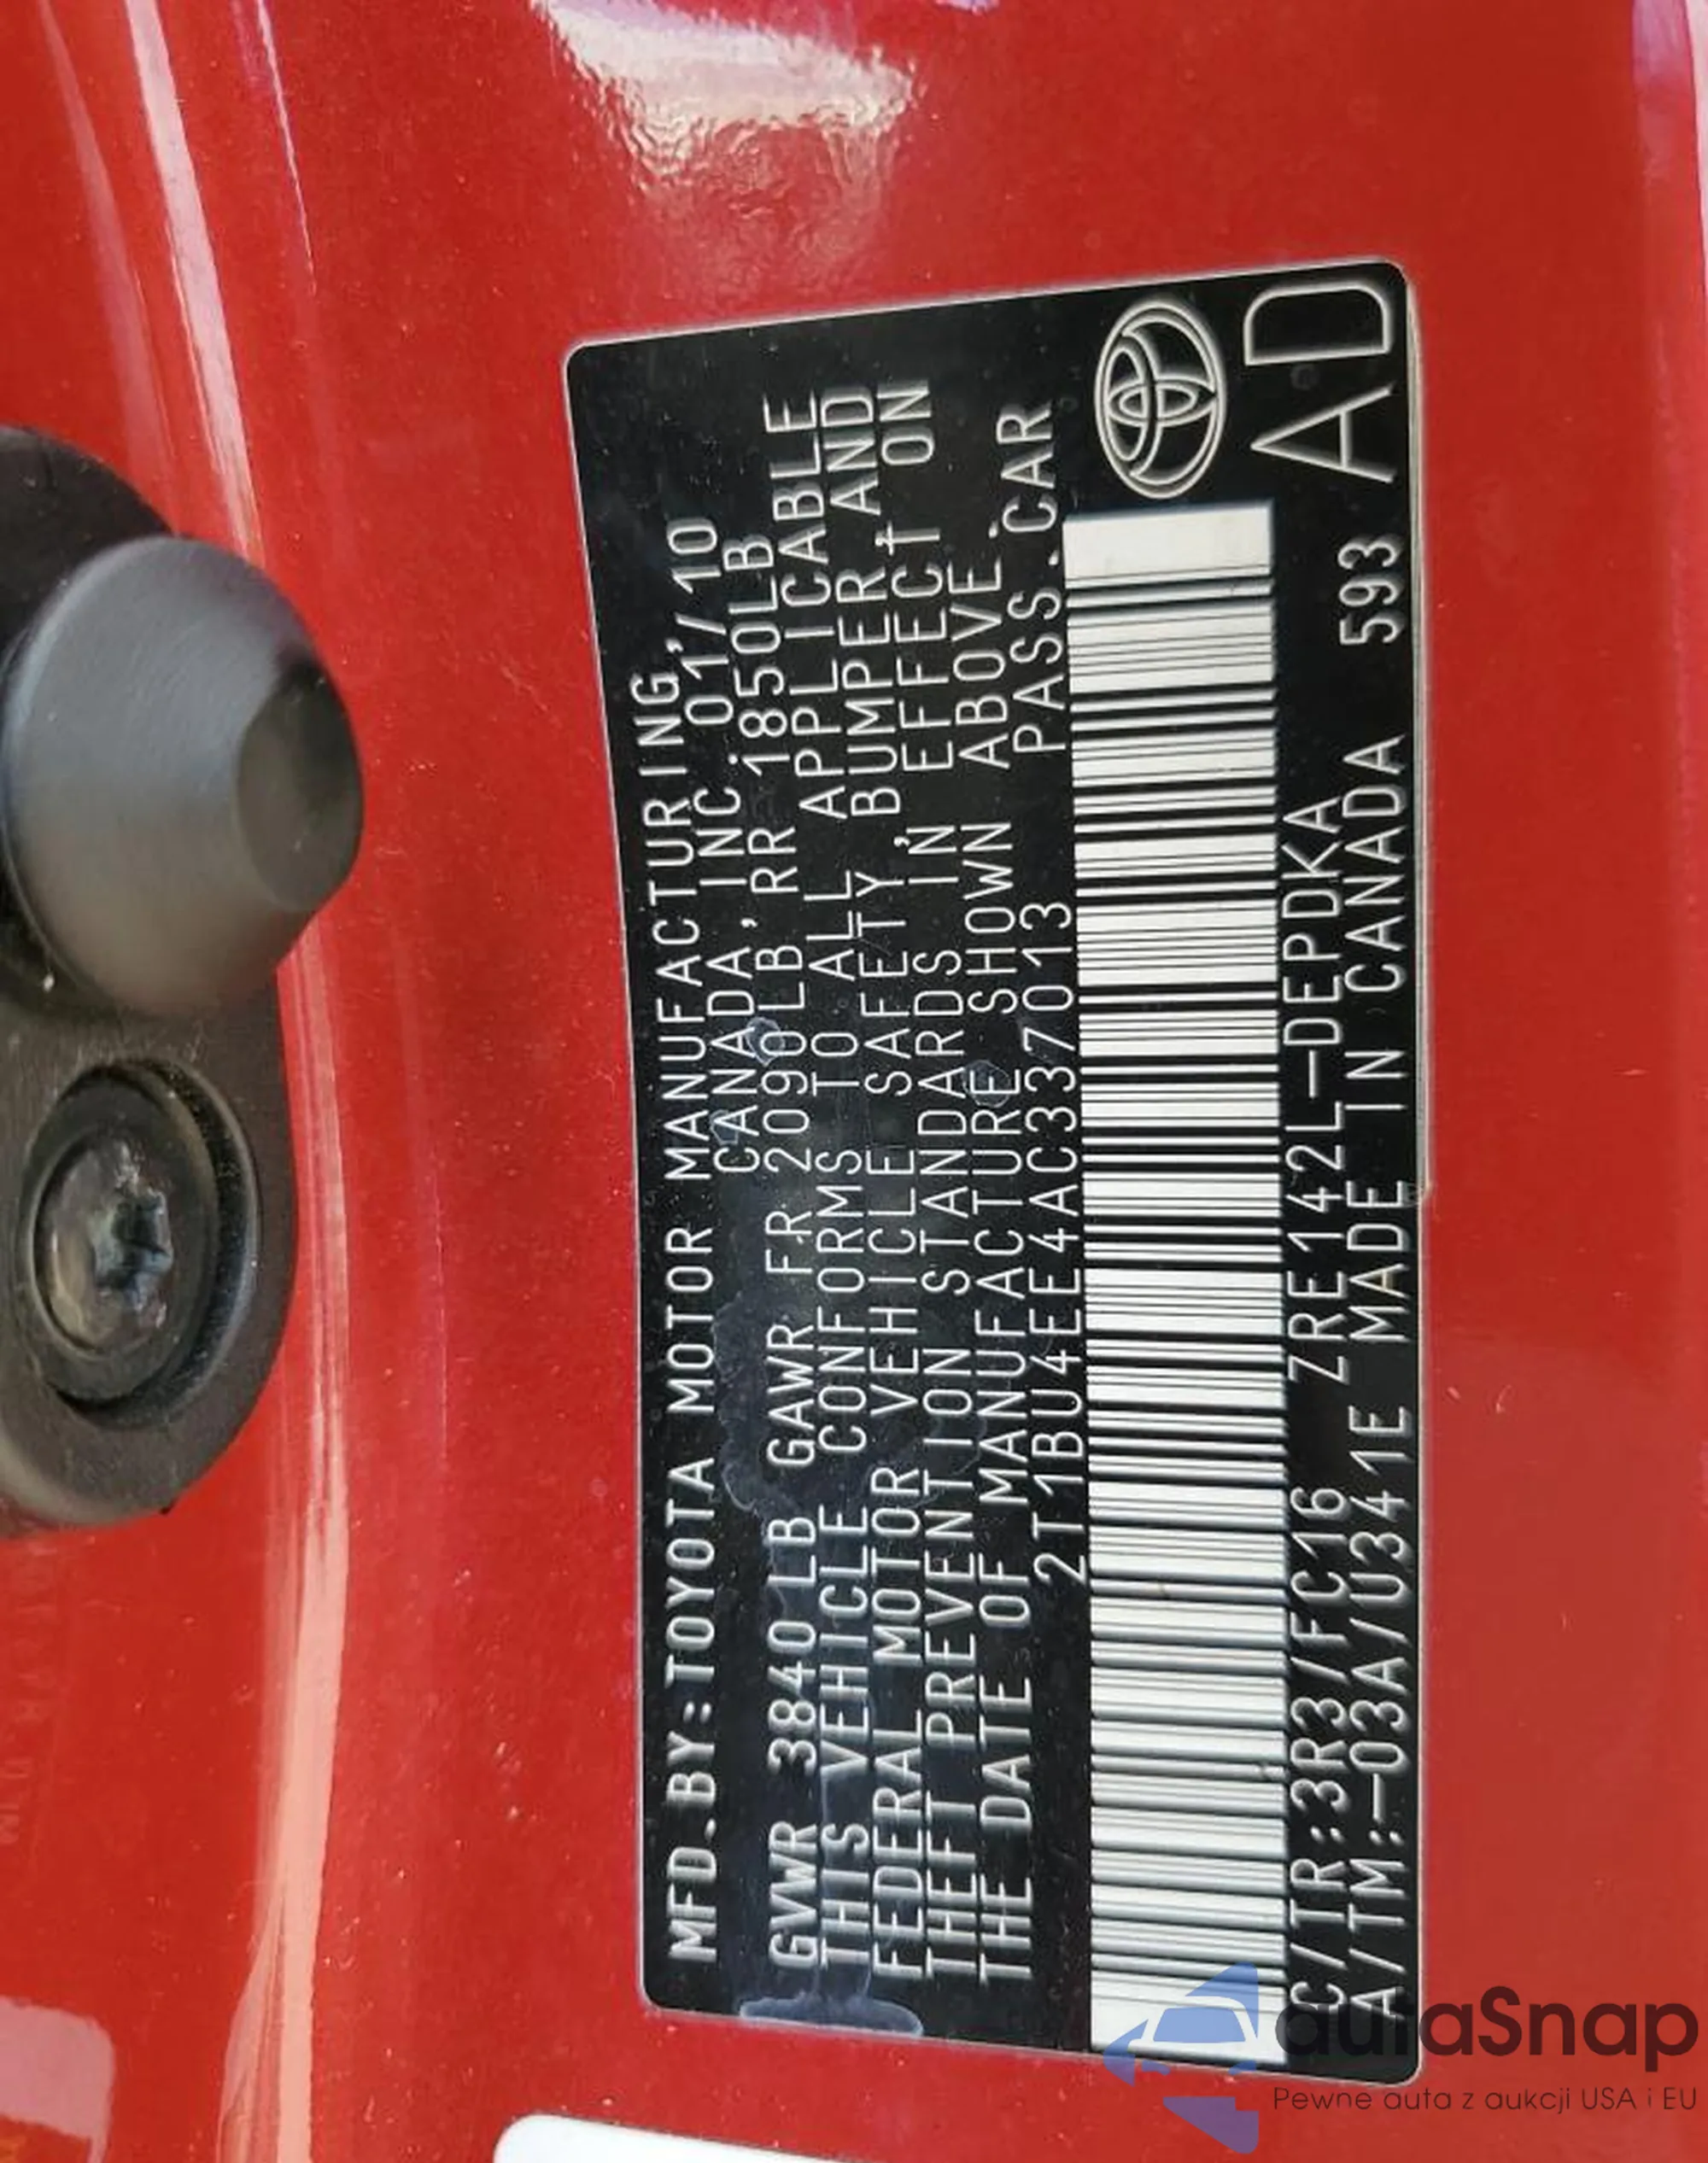 MFD.BY:TOYOTA MOTOR MANUFACTURING,
CANADA, INC. 01/10
GVWR 3840LB GAWR FR 2090LB, RR 1850LB
THIS VEHICLE CONFORMS TO ALL APPLICABLE
FEDERAL MOTOR VEHICLE SAFETY, BUMPER AND
THEFT PREVENTION STANDARDS IN EFFECT ON
THE DATE OF MANUFACTURE SHOWN ABOVE.
2T1BU4EE4AC337013 PASS.CAR
C/TR:3R3/FC16 ZRE142L-DEPDKA
A/TM:-03A/U341E MADE IN CANADA 593
AD
autaSnap
Pewne auta z aukcji USA i EU